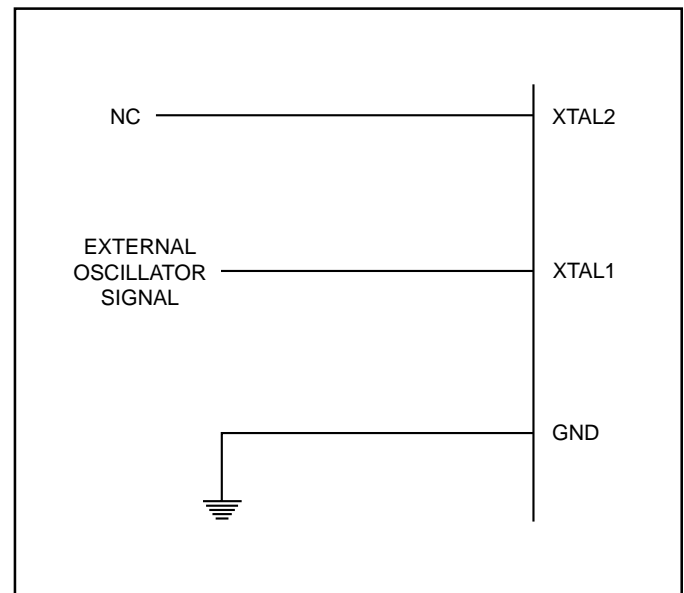 NC
XTAL2
EXTERNAL
OSCILLATOR
SIGNAL
XTAL1
GND